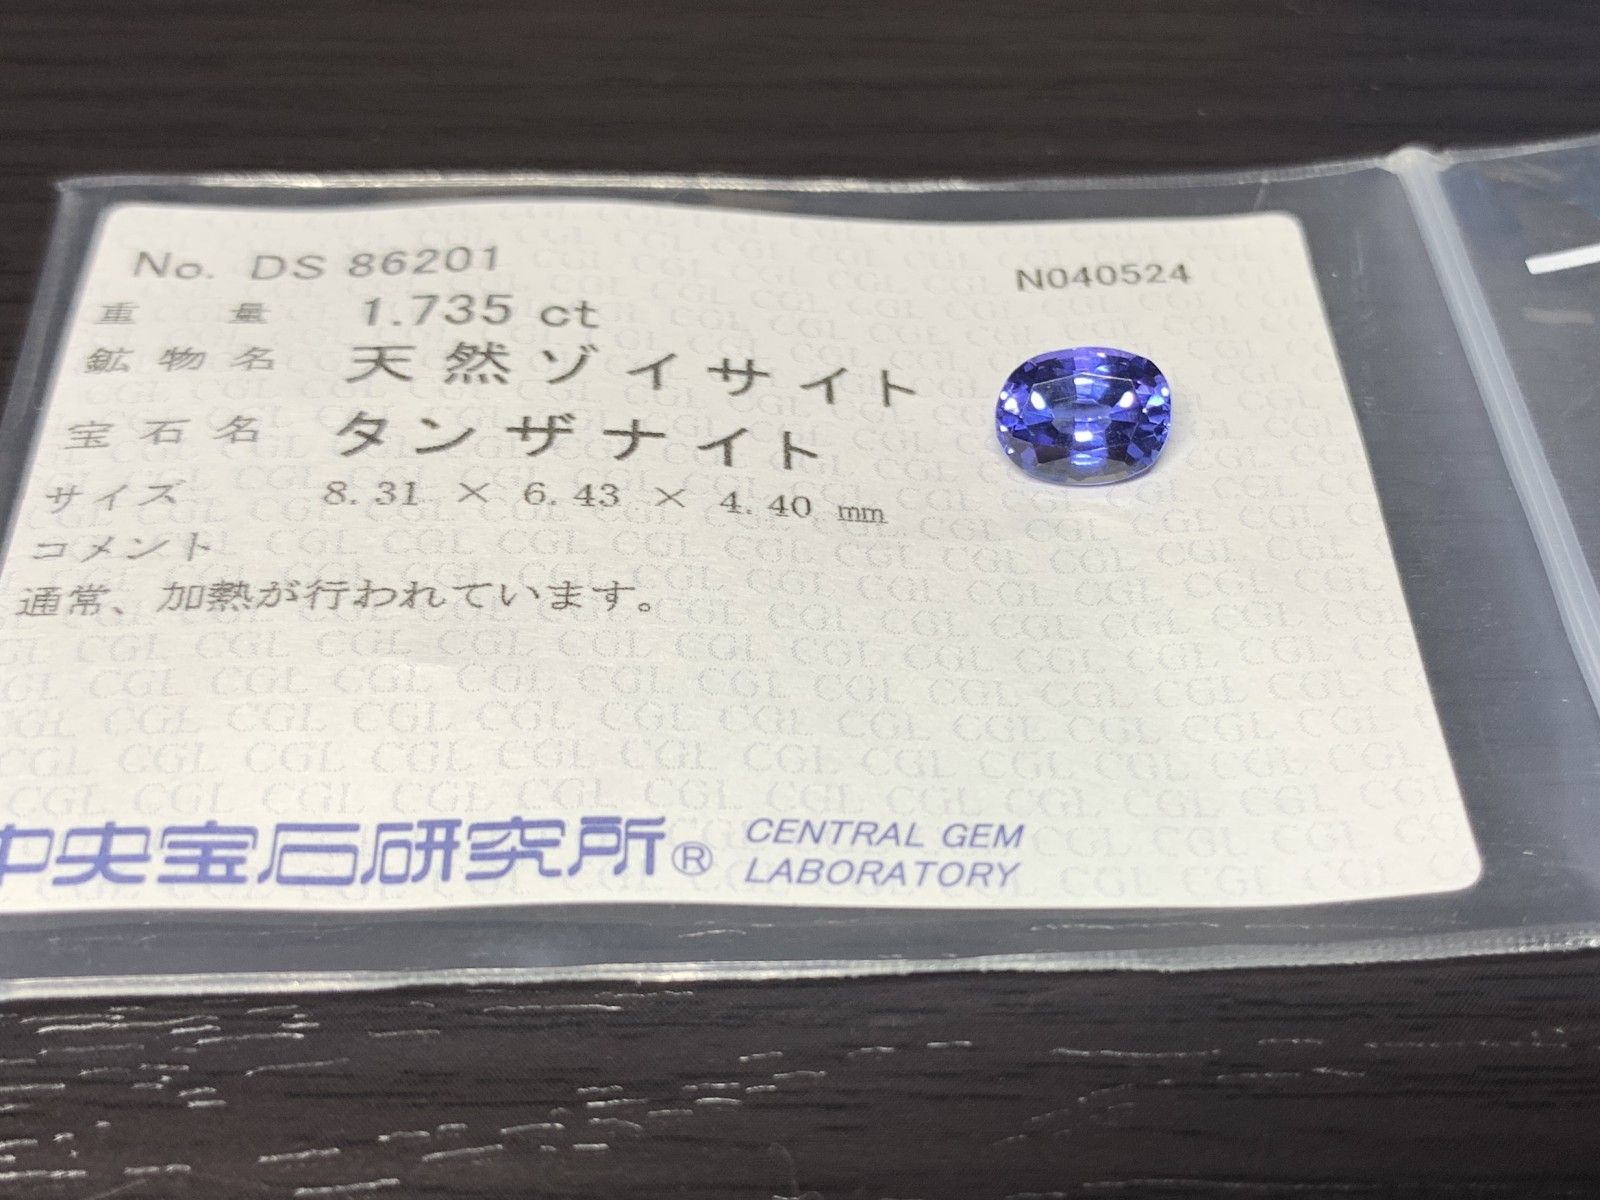 No. DS 86201
N040524
重量 1.735 ct
鉱物名 天然ゾイサイト
宝石名 タンザナイト
サイズ 8.31 × 6.43 × 4.40 mm
コメント
通常、加熱が行われています。
中央宝石研究所® CENTRAL GEM
LABORATORY